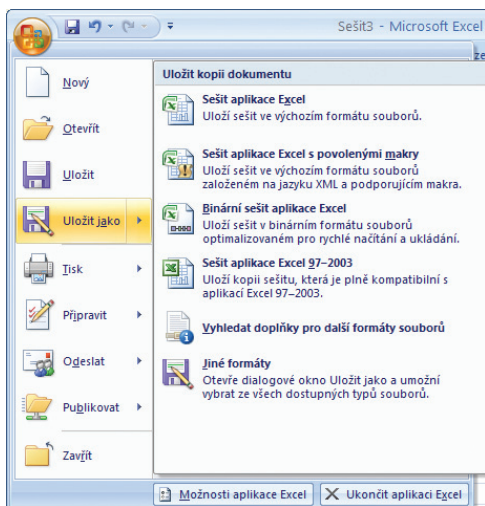 Sešit3 - Microsoft Excel
Nový
Otevřít
Uložit
Uložit jako
Tisk
Připravit
Odeslat
Publikovat
Zavřít
Uložit kopii dokumentu
Sešit aplikace Excel
Uloží sešit ve výchozím formátu souborů.
Sešit aplikace Excel s povolenými makry
Uloží sešit ve výchozím formátu souborů
založeném na jazyku XML a podporujícím makra.
Binární sešit aplikace Excel
Uloží sešit v binárním formátu souborů
optimalizovaném pro rychlé načítání a ukládání.
Sešit aplikace Excel 97–2003
Uloží kopii sešitu, která je plně kompatibilní s
aplikací Excel 97–2003.
Vyhledat doplňky pro další formáty souborů
Jiné formáty
Otevře dialogové okno Uložit jako a umožní
vybrat ze všech dostupných typů souborů.
Možnosti aplikace Excel
Ukončit aplikaci Excel